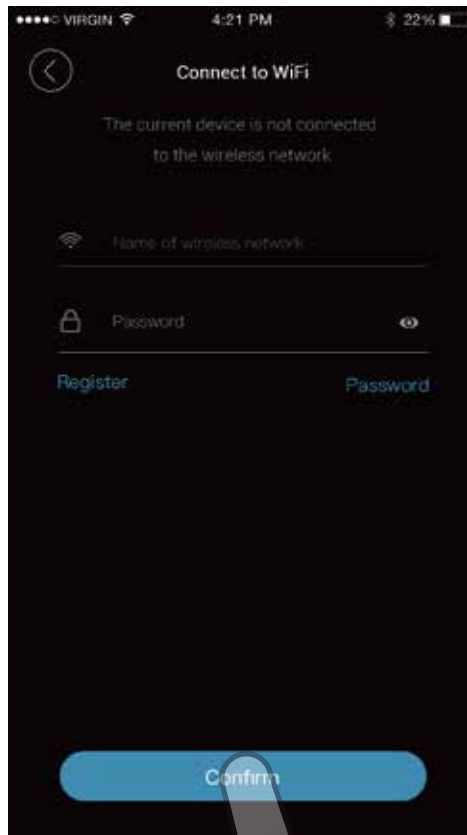 VIRGIN 4:21 PM 22%
Connect to WiFi
The current device is not connected
to the wireless network
Name of wireless network
Password
Register Password
Confirm